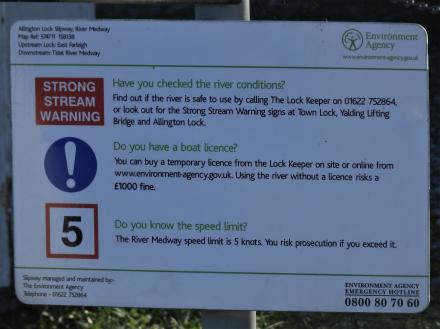 Allington Lock Slipway, River Medway
Map Ref: 574711 158138
Upstream Lock: East Farleigh
Downstream: Tidal River Medway
Environment
Agency
www.environment-agency.gov.uk
STRONG
STREAM
WARNING
Have you checked the river conditions?
Find out if the river is safe to use by calling The Lock Keeper on 01622 752864,
or look out for the Strong Stream Warning signs at Town Lock, Yalding Lifting
Bridge and Allington Lock.
!
Do you have a boat licence?
You can buy a temporary licence from the Lock Keeper on site or online from
www.environment-agency.gov.uk. Using the river without a licence risks a
£1000 fine.
5
Do you know the speed limit?
The River Medway speed limit is 5 knots. You risk prosecution if you exceed it.
Slipway managed and maintained by:-
The Environment Agency
Telephone - 01622 752864
ENVIRONMENT AGENCY
EMERGENCY HOTLINE
0800 80 70 60